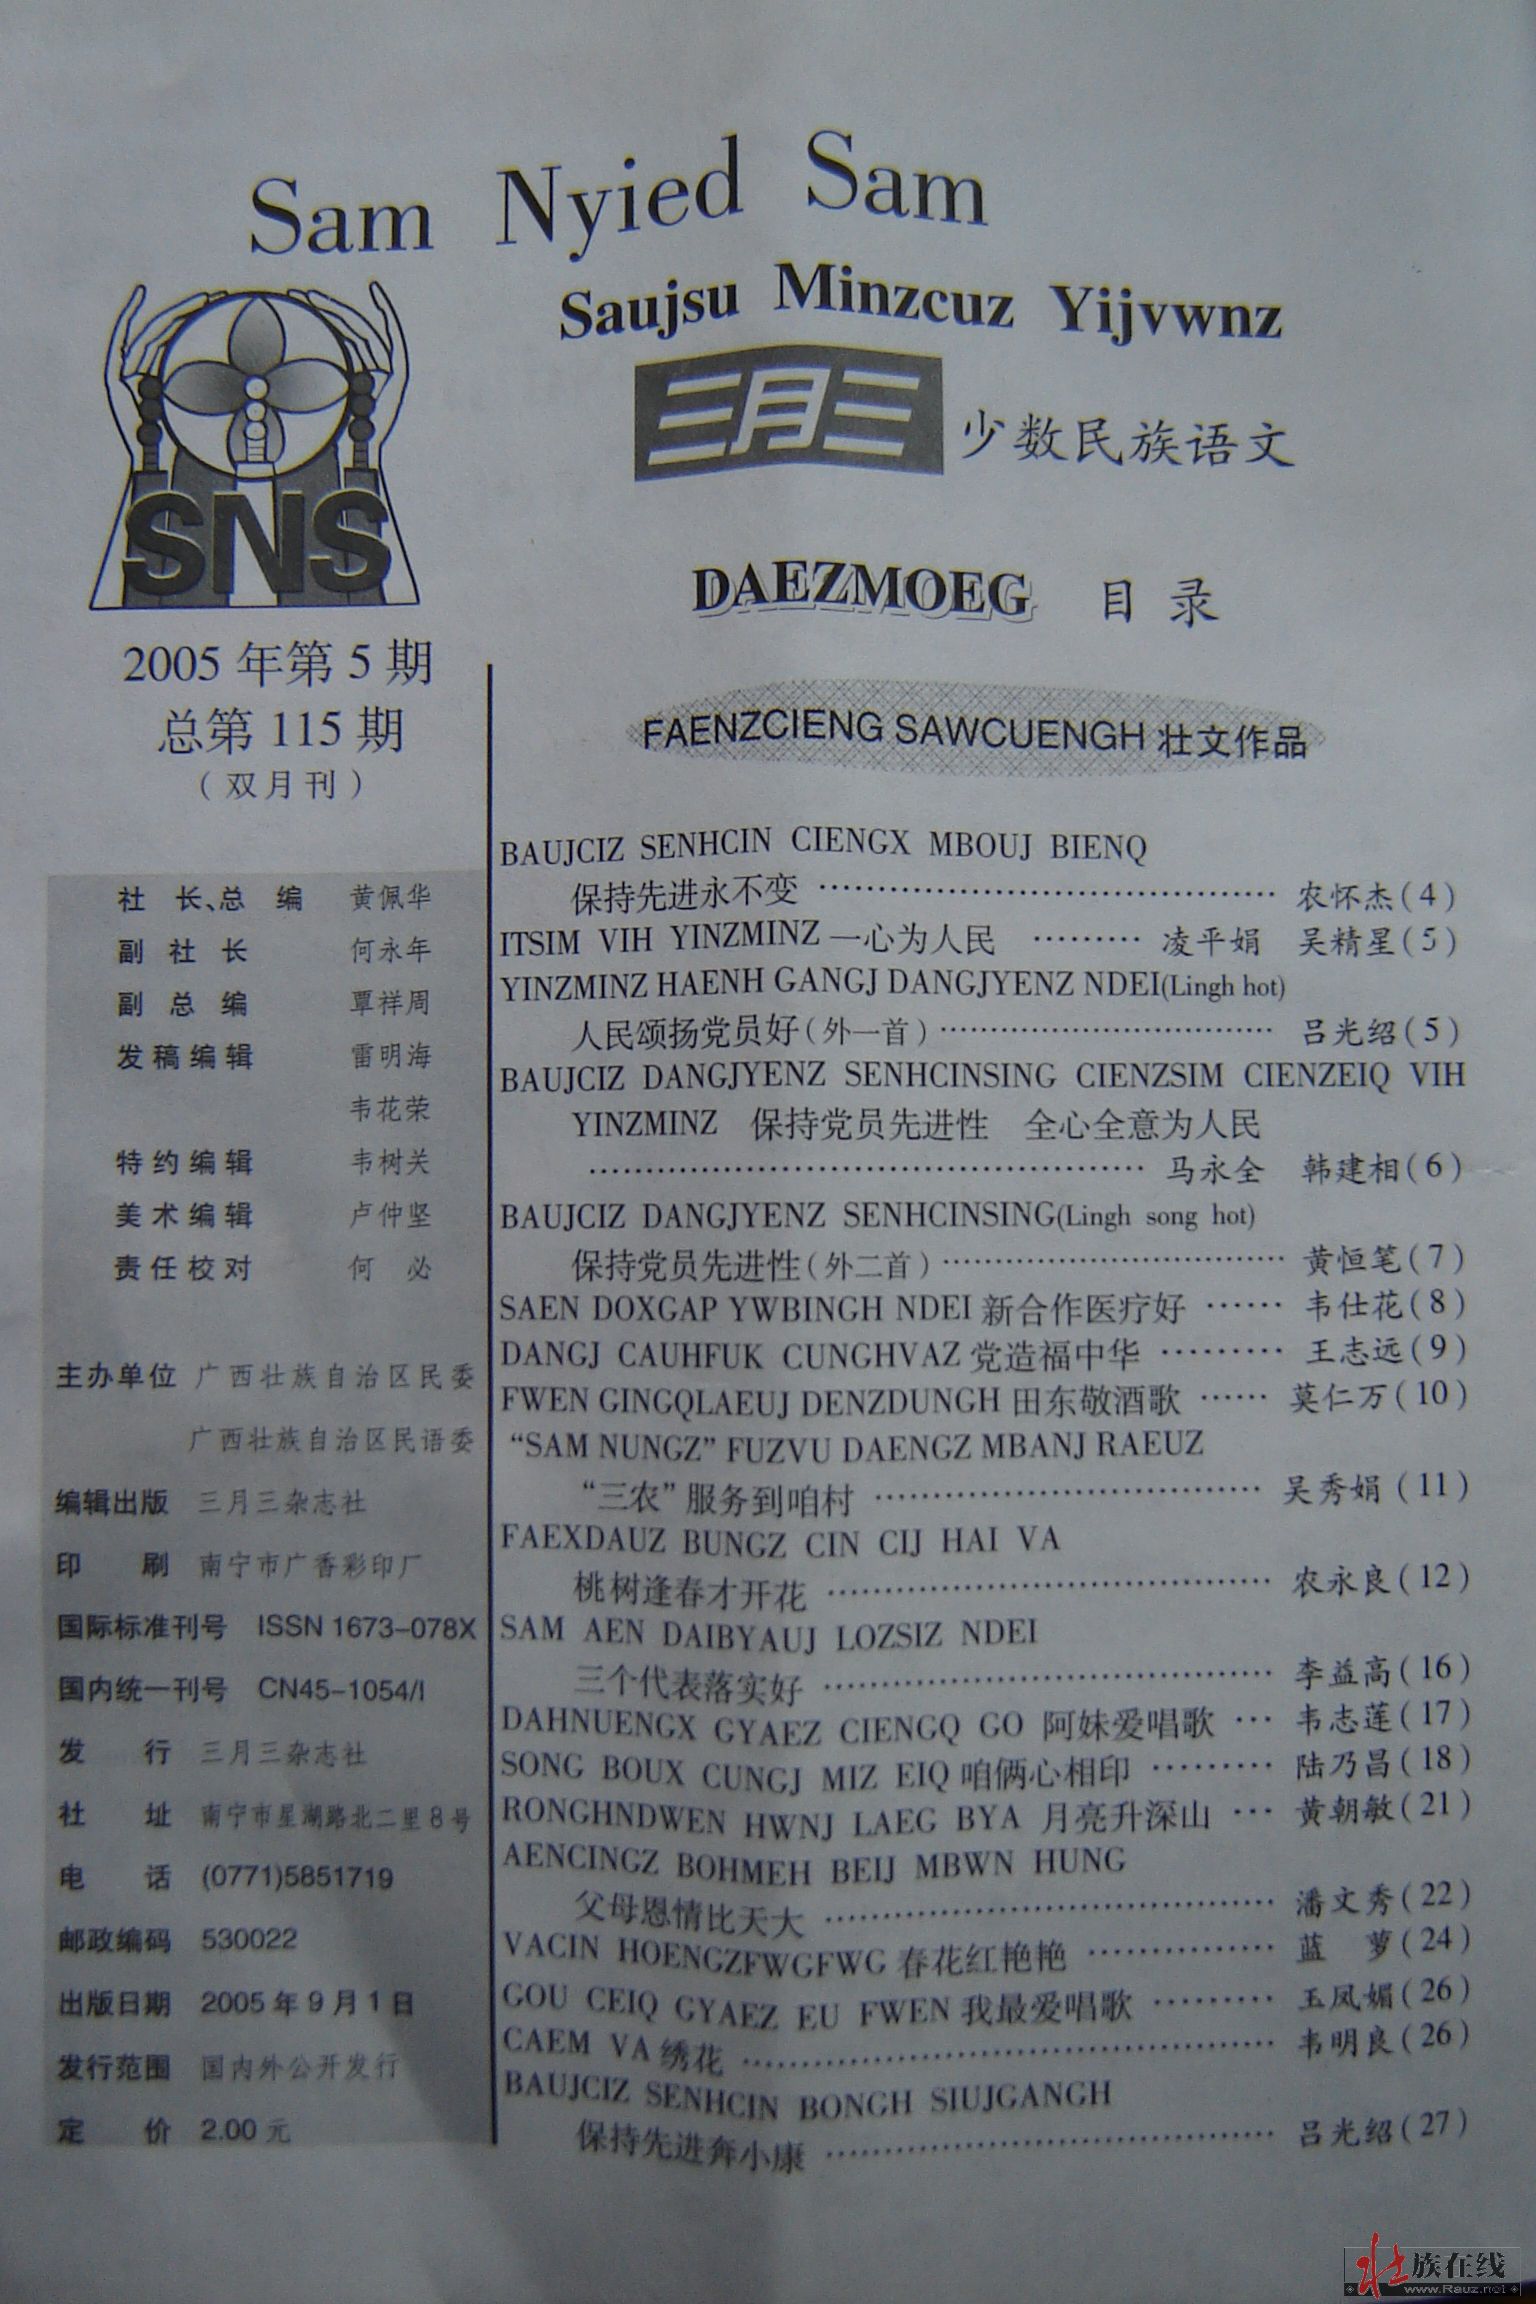 Sam Nyied Sam
Saujsu Minzcuz Yijvwnz
三月三 少数民族语文
SNS
DAEZMOEG 目录
2005年第5期
总第115期
（双月刊）
社长、总编 黄佩华
副社长 何永年
副总编 覃祥周
发稿编辑 雷明海
韦花荣
特约编辑 韦树关
美术编辑 卢仲坚
责任校对 何必
主办单位 广西壮族自治区民委
广西壮族自治区民语委
编辑出版 三月三杂志社
印刷 南宁市广香彩印厂
国际标准刊号 ISSN 1673-078X
国内统一刊号 CN45-1054/I
发行 三月三杂志社
社址 南宁市星湖路北二里8号
电话 (0771)5851719
邮政编码 530022
出版日期 2005年9月1日
发行范围 国内外公开发行
定价 2.00元
FAENZCIENG SAWCUENGH 壮文作品
BAUJCIZ SENHCIN CIENGX MBOUJ BIENQ
保持先进永不变 …… 农怀杰(4)
ITSIM VIH YINZMINZ 一心为人民 …… 凌平娟 吴精星(5)
YINZMINZ HAENH GANGJ DANGJYENZ NDEI(Lingh hot)
人民颂扬党员好（外一首）…… 吕光绍(5)
BAUJCIZ DANGJYENZ SENHCINSING CIENZSIM CIENZEIQ VIH
YINZMINZ 保持党员先进性 全心全意为人民
…… 马永全 韩建相(6)
BAUJCIZ DANGJYENZ SENHCINSING(Lingh song hot)
保持党员先进性（外二首）…… 黄恒笔(7)
SAEN DOXGAP YWBINGH NDEI 新合作医疗好 …… 韦仕花(8)
DANGJ CAUHFUK CUNGHVAZ 党造福中华 …… 王志远(9)
FWEN GINGQLAEUJ DENZDUNGH 田东敬酒歌 …… 莫仁万(10)
“SAM NUNGZ” FUZVU DAENGZ MBANJ RAEUZ
“三农”服务到咱村 …… 吴秀娟(11)
FAEXDAUZ BUNGZ CIN CIJ HAI VA
桃树逢春才开花 …… 农永良(12)
SAM AEN DAIBYAUJ LOZSIZ NDEI
三个代表落实好 …… 李益高(16)
DAHNUENGX GYAEZ CIENGQ GO 阿妹爱唱歌 … 韦志莲(17)
SONG BOUX CUNGJ MIZ EIQ 咱俩心相印 …… 陆乃昌(18)
RONGHNDWEN HWNJ LAEG BYA 月亮升深山 … 黄朝敏(21)
AENCINGZ BOHMEH BEIJ MBWN HUNG
父母恩情比天大 …… 潘文秀(22)
VACIN HOENGZFWGFWG 春花红艳艳 …… 蓝萝(24)
GOU CEIQ GYAEZ EU FWEN 我最爱唱歌 …… 玉凤媚(26)
CAEM VA 绣花 …… 韦明良(26)
BAUJCIZ SENHCIN BONGH SIUJGANGH
保持先进奔小康 …… 吕光绍(27)
壮族在线
www.Rauz.net